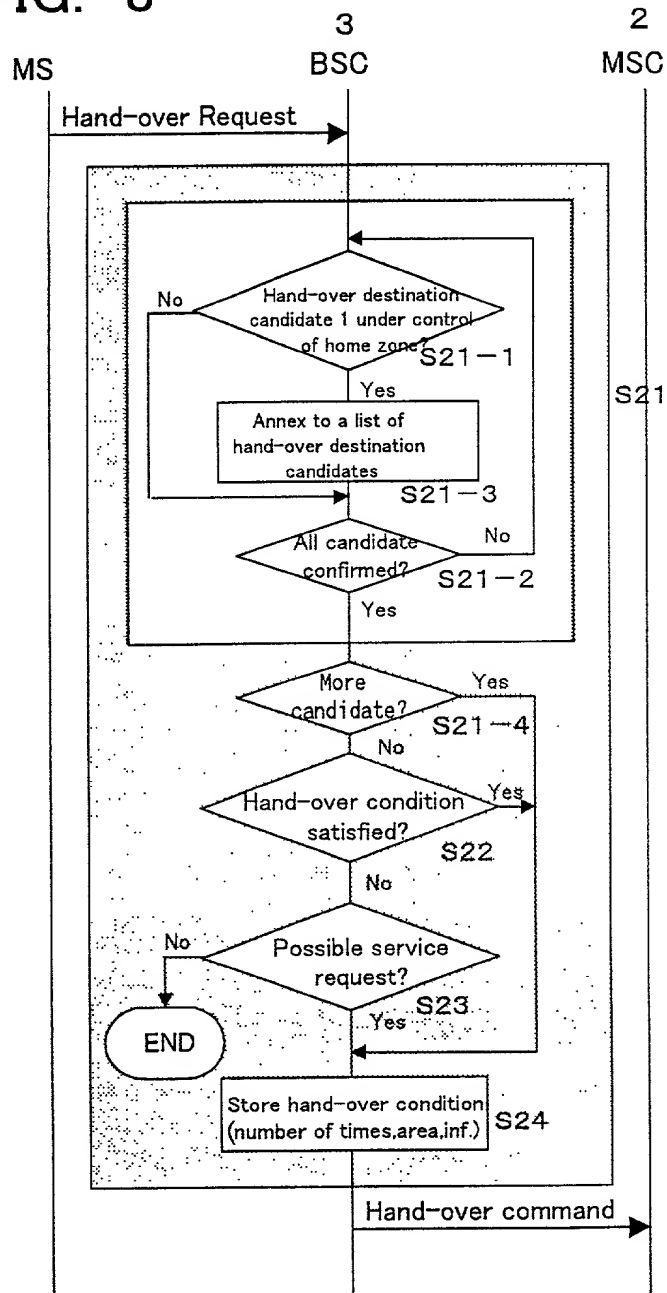 3
2
MS
BSC
MSC
Hand-over Request
No
Hand-over destination
candidate 1 under control
of home zone?
S21-1
Yes
S21
Annex to a list of
hand-over destination
candidates
S21-3
All candidate
confirmed?
No
S21-2
Yes
More
candidate?
Yes
S21-4
No
Hand-over condition
satisfied?
Yes
S22
No
No
Possible service
request?
S23
Yes
END
Store hand-over condition
(number of times,area,inf.)
S24
Hand-over command